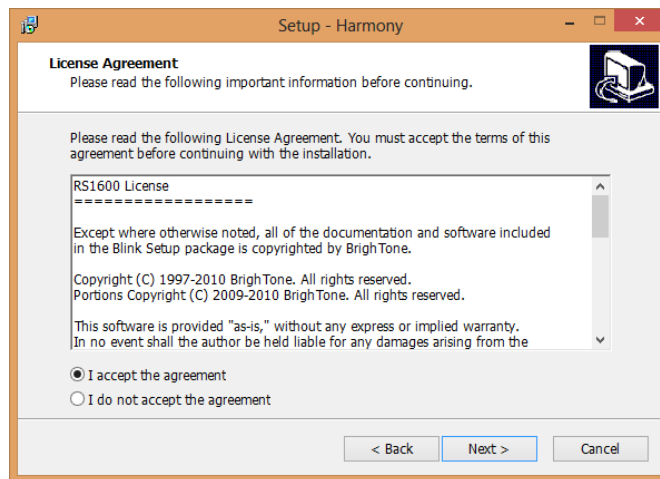 Setup - Harmony
License Agreement
Please read the following important information before continuing.
Please read the following License Agreement. You must accept the terms of this
agreement before continuing with the installation.
RS1600 License
==================
Except where otherwise noted, all of the documentation and software included
in the Blink Setup package is copyrighted by BrighTone.
Copyright (C) 1997-2010 BrighTone. All rights reserved.
Portions Copyright (C) 2009-2010 BrighTone. All rights reserved.
This software is provided "as-is," without any express or implied warranty.
In no event shall the author be held liable for any damages arising from the
I accept the agreement
I do not accept the agreement
< Back Next > Cancel